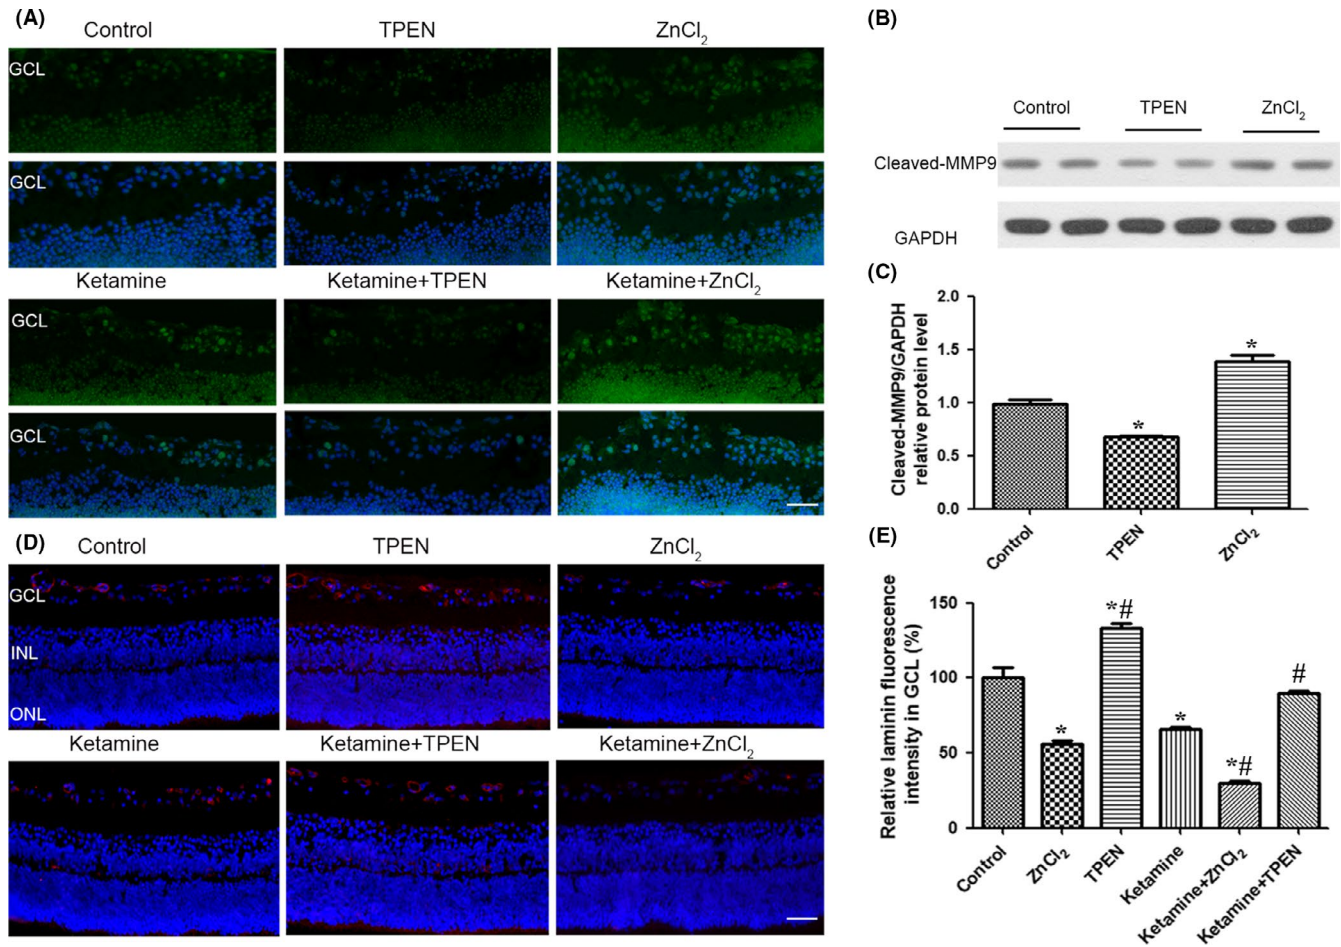 (A)
Control TPEN ZnCl₂
GCL
GCL
Ketamine Ketamine+TPEN Ketamine+ZnCl₂
GCL
GCL
(B)
Control TPEN ZnCl₂
Cleaved-MMP9
GAPDH
(C)
Cleaved-MMP9/GAPDH
relative protein level
2.0
1.5
1.0
0.5
0.0
*
*
Control TPEN ZnCl₂
(D)
Control TPEN ZnCl₂
GCL
INL
ONL
Ketamine Ketamine+TPEN Ketamine+ZnCl₂
(E)
Relative laminin fluorescence
intensity in GCL (%)
150
100
50
0
*
*#
*
*#
#
Control ZnCl₂ TPEN Ketamine Ketamine+ZnCl₂ Ketamine+TPEN